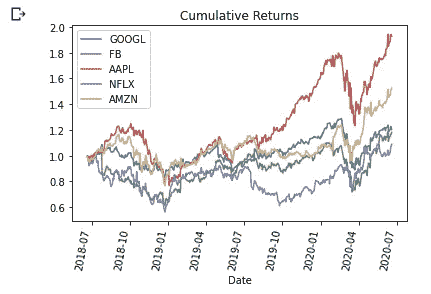 Cumulative Returns
2.0
1.8
1.6
1.4
1.2
1.0
0.8
0.6
GOOGL
FB
AAPL
NFLX
AMZN
2018-07
2018-10
2019-01
2019-04
2019-07
2019-10
2020-01
2020-04
2020-07
Date